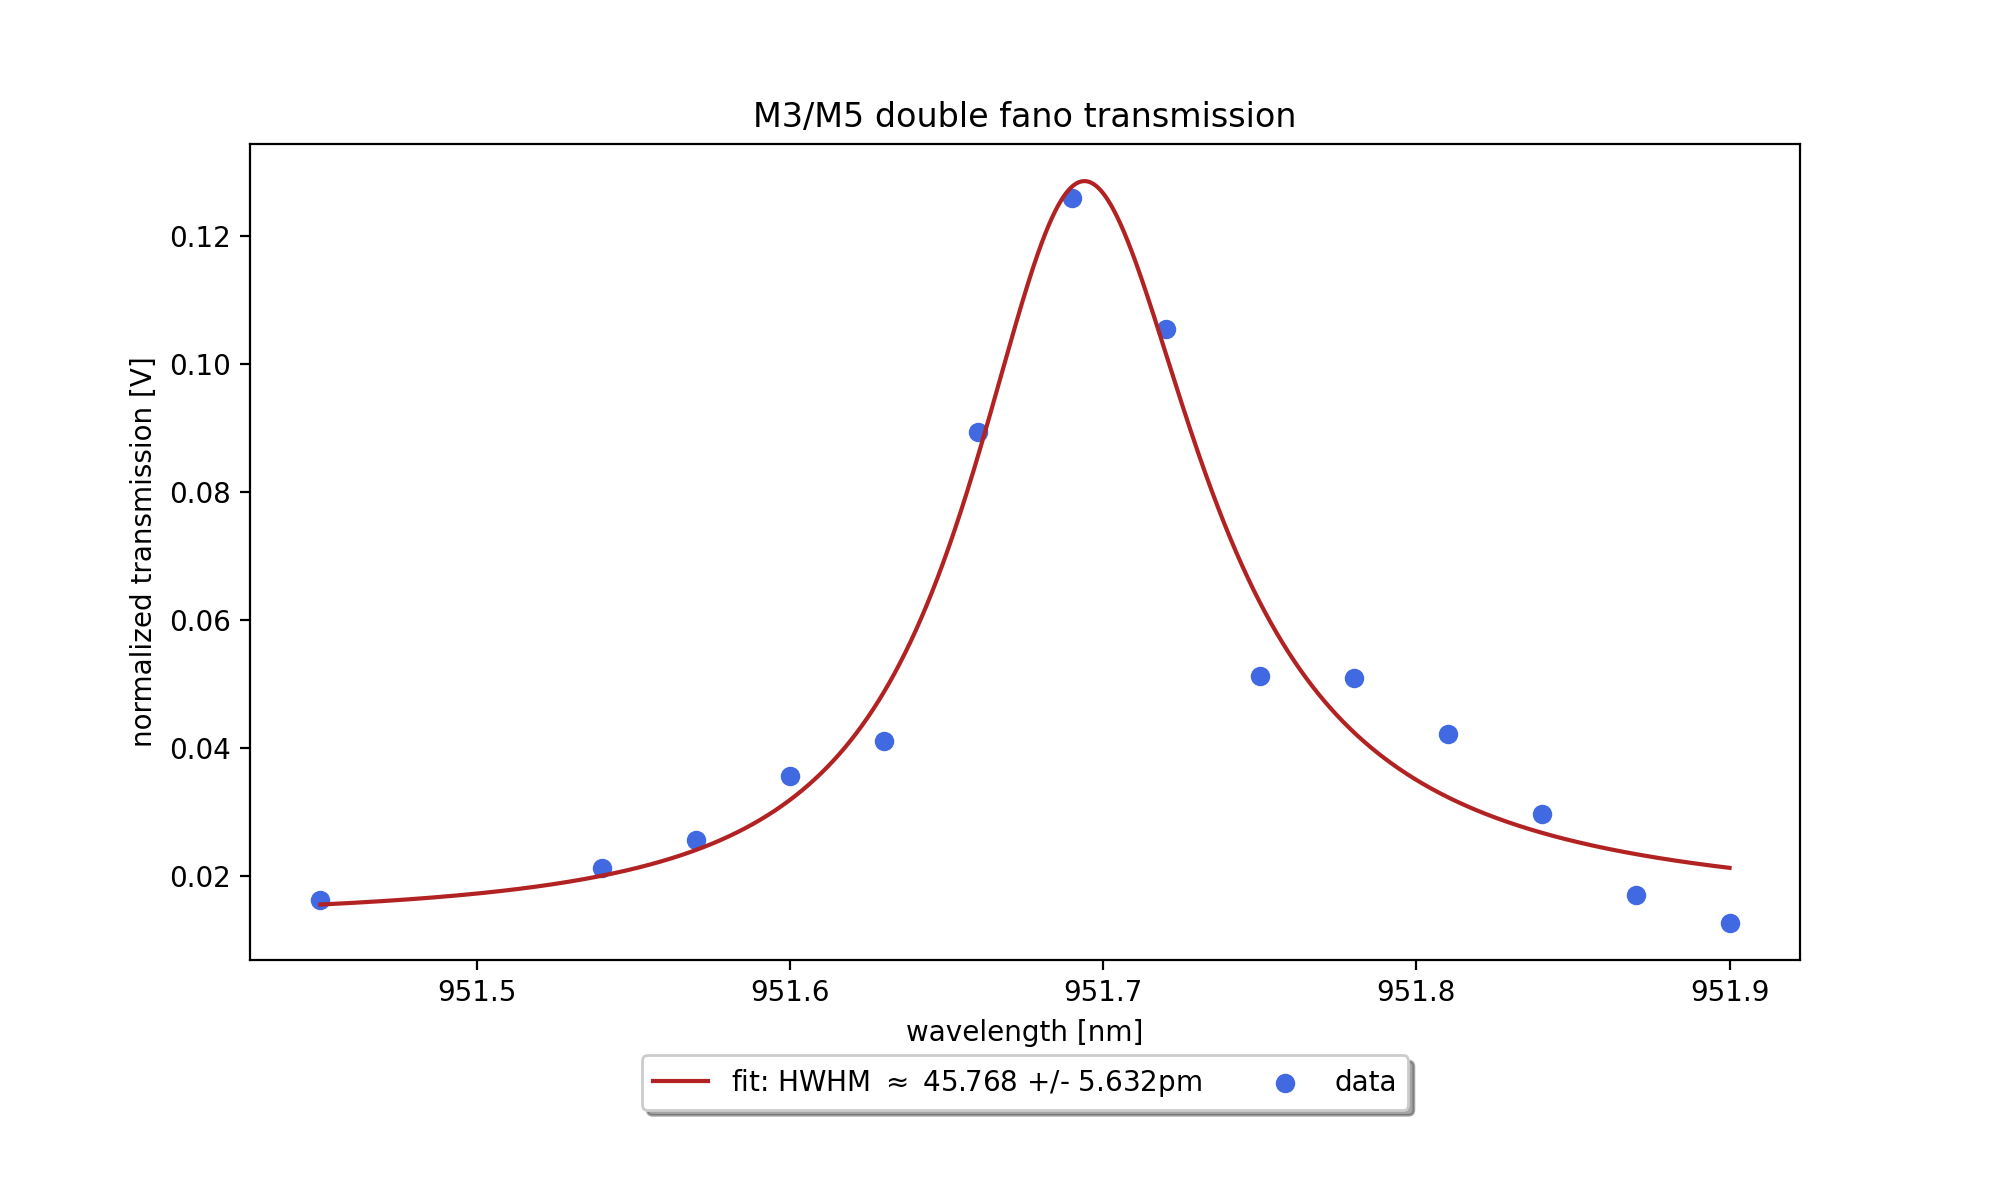 M3/M5 double fano transmission
normalized transmission [V]
0.12
0.10
0.08
0.06
0.04
0.02
951.5 951.6 951.7 951.8 951.9
wavelength [nm]
fit: HWHM ≈ 45.768 +/- 5.632pm data